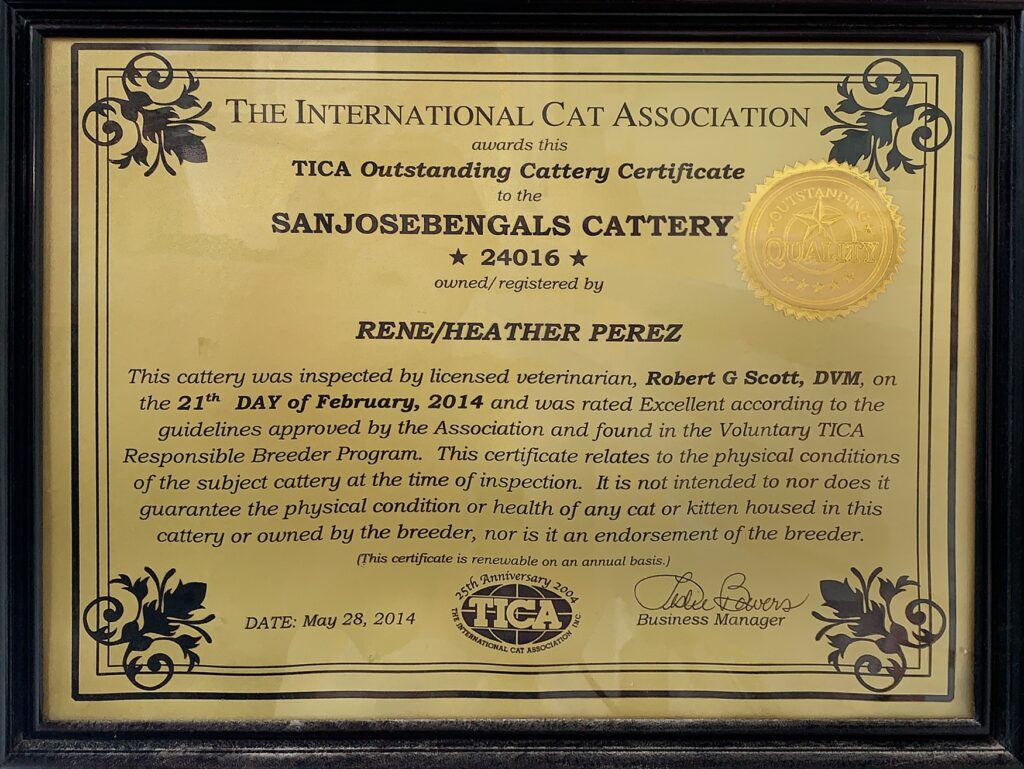 THE INTERNATIONAL CAT ASSOCIATION
awards this
TICA Outstanding Cattery Certificate
to the
SANJOSEBENGALS CATTERY
★ 24016 ★
owned/registered by
RENE/HEATHER PEREZ
OUTSTANDING
QUALITY
This cattery was inspected by licensed veterinarian, Robert G Scott, DVM, on
the 21th DAY of February, 2014 and was rated Excellent according to the
guidelines approved by the Association and found in the Voluntary TICA
Responsible Breeder Program. This certificate relates to the physical conditions
of the subject cattery at the time of inspection. It is not intended to nor does it
guarantee the physical condition or health of any cat or kitten housed in this
cattery or owned by the breeder, nor is it an endorsement of the breeder.
(This certificate is renewable on an annual basis.)
DATE: May 28, 2014
25th Anniversary 2004
TICA
THE INTERNATIONAL CAT ASSOCIATION INC.
Leslie Bowers
Business Manager